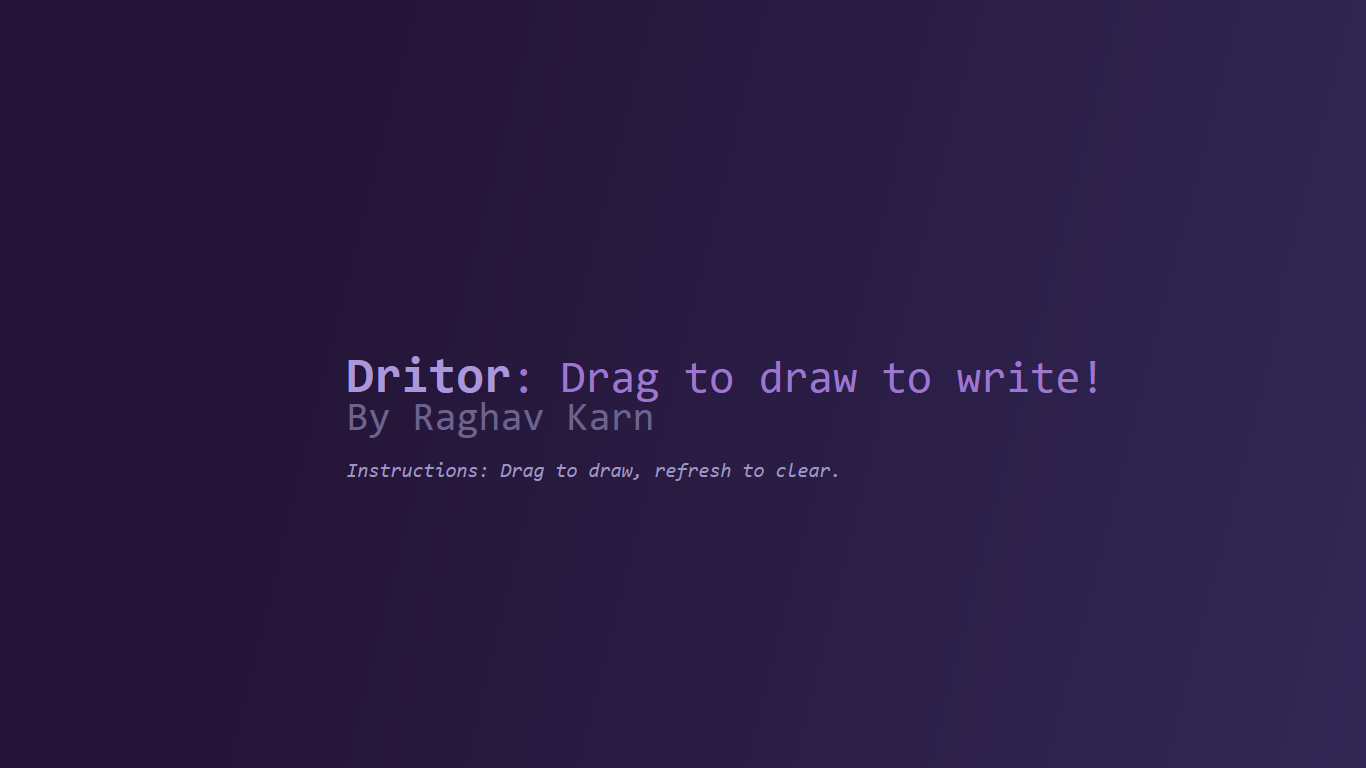 Dritor: Drag to draw to write!
By Raghav Karn
Instructions: Drag to draw, refresh to clear.